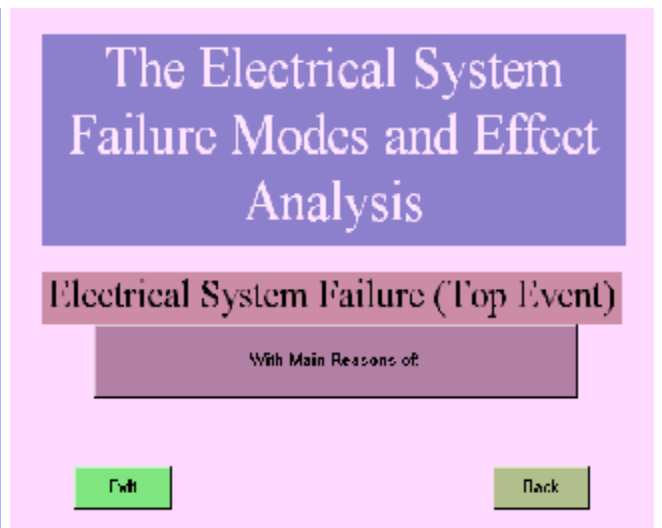 The Electrical System
Failure Modes and Effect
Analysis
Electrical System Failure (Top Event)
With Main Reasons of:
Exit
Back